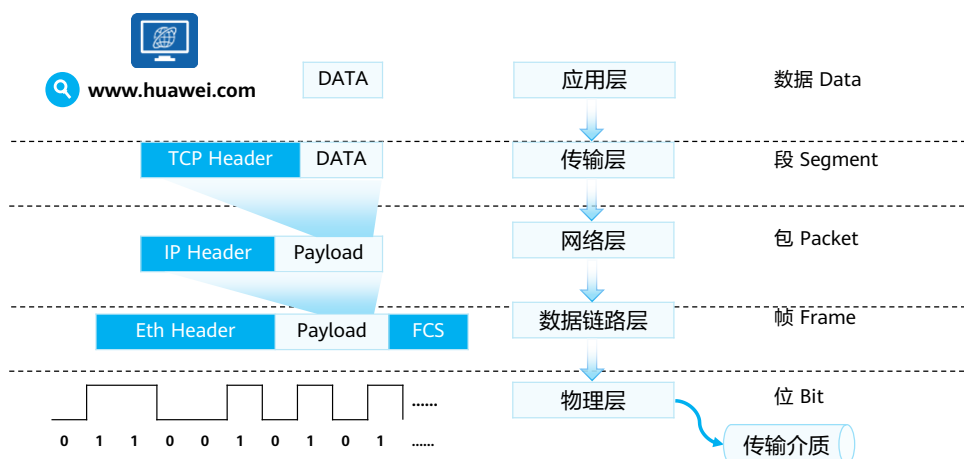 www.huawei.com
DATA
应用层
数据 Data
TCP Header
DATA
传输层
段 Segment
IP Header
Payload
网络层
包 Packet
Eth Header
Payload
FCS
数据链路层
帧 Frame
......
物理层
位 Bit
0 1 1 0 0 1 0 1 0 1 ......
传输介质